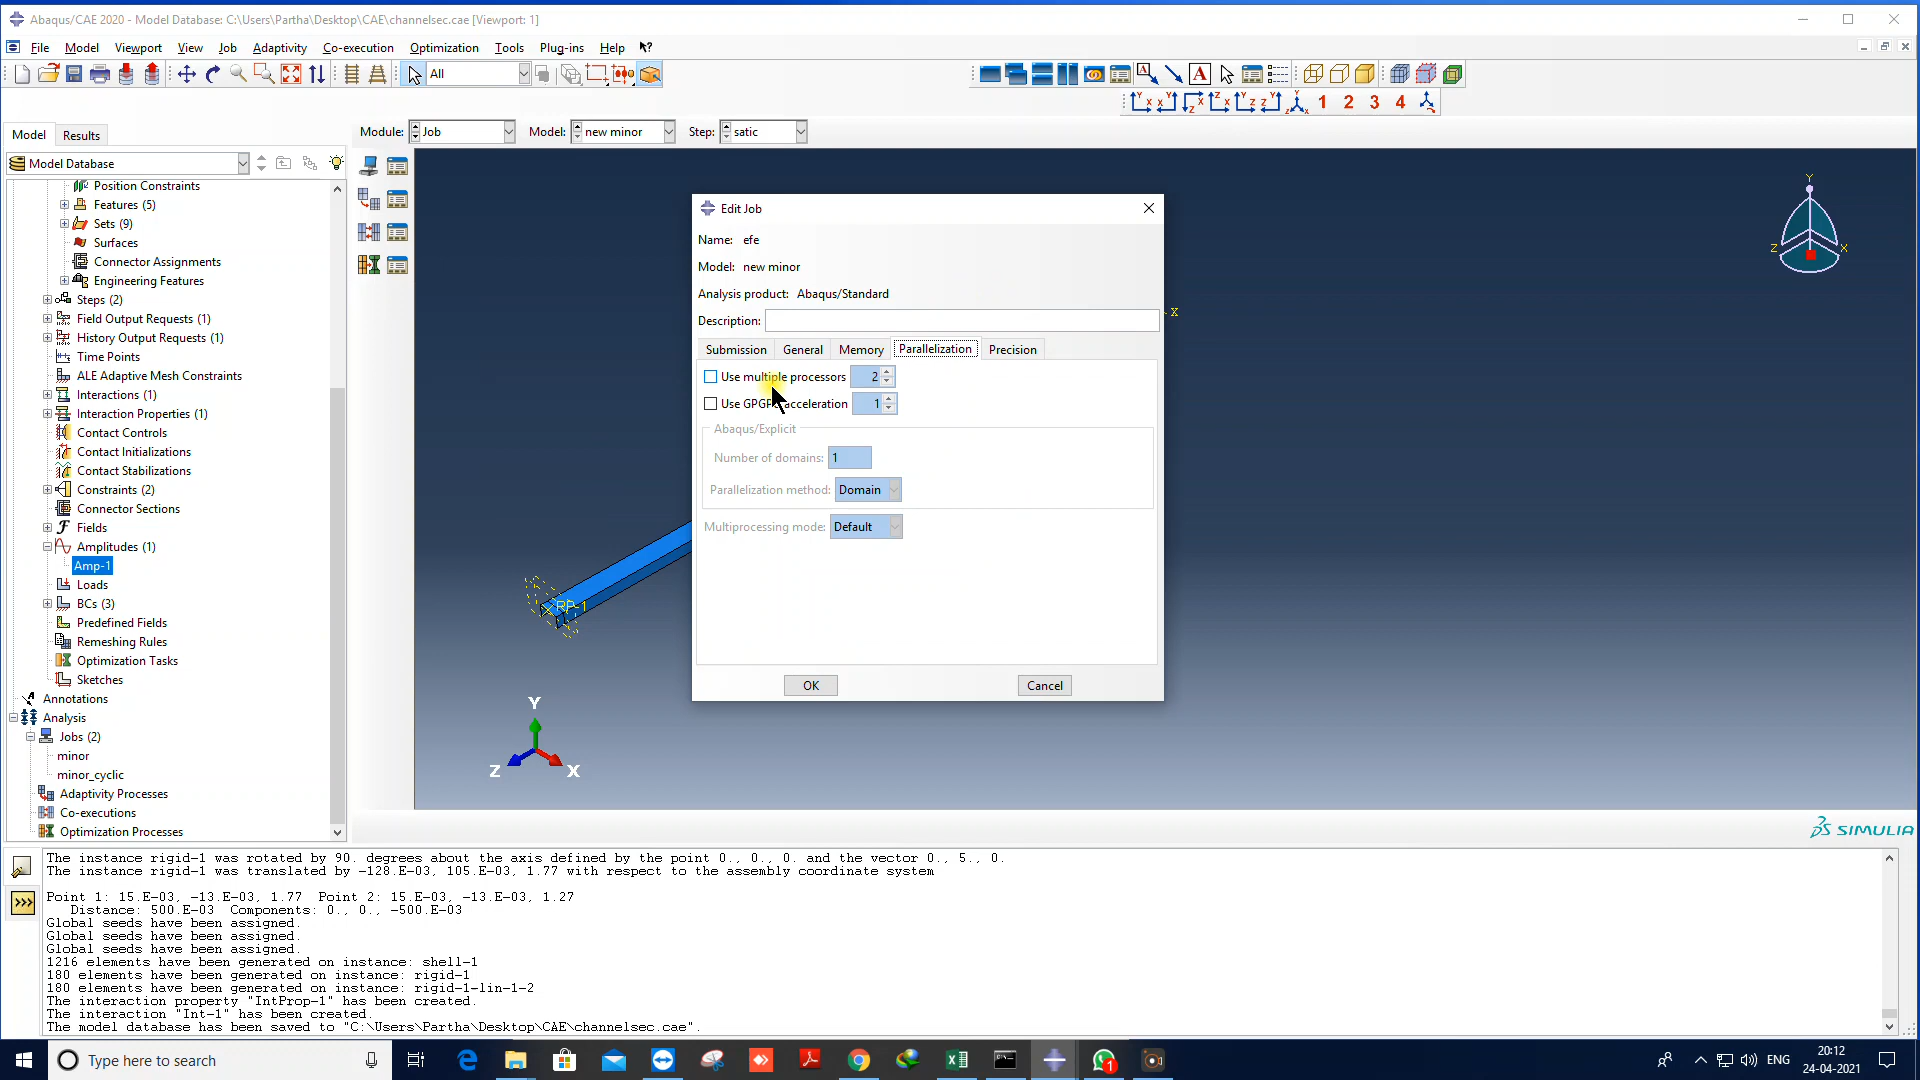 Abaqus/CAE 2020 - Model Database: C:\Users\Partha\Desktop\CAE\channelsec.cae [Viewport: 1]
File Model Viewport View Job Adaptivity Co-execution Optimization Tools Plug-ins Help
All
A
1 2 3 4
Model Results
Module: Job Model: new minor Step: satic
Model Database
Position Constraints
Features (5)
Sets (9)
Surfaces
Connector Assignments
Engineering Features
Steps (2)
Field Output Requests (1)
History Output Requests (1)
Time Points
ALE Adaptive Mesh Constraints
Interactions (1)
Interaction Properties (1)
Contact Controls
Contact Initializations
Contact Stabilizations
Constraints (2)
Connector Sections
Fields
Amplitudes (1)
Amp-1
Loads
BCs (3)
Predefined Fields
Remeshing Rules
Optimization Tasks
Sketches
Annotations
Analysis
Jobs (2)
minor
minor_cyclic
Adaptivity Processes
Co-executions
Optimization Processes
Edit Job
Name: efe
Model: new minor
Analysis product: Abaqus/Standard
Description:
Submission General Memory Parallelization Precision
Use multiple processors 2
Use acceleration 1
Abaqus/Explicit
Number of domains: 1
Parallelization method: Domain
Multiprocessing mode: Default
OK Cancel
X
Y
Z X
RP-1
Y
Z X
SIMULIA
The instance rigid-1 was rotated by 90. degrees about the axis defined by the point 0., 0., 0. and the vector 0., 5., 0.
The instance rigid-1 was translated by -128.E-03, 105.E-03, 1.77 with respect to the assembly coordinate system
Point 1: 15.E-03, -13.E-03, 1.77 Point 2: 15.E-03, -13.E-03, 1.27
Distance: 500.E-03 Components: 0., 0., -500.E-03
Global seeds have been assigned.
Global seeds have been assigned.
Global seeds have been assigned.
1216 elements have been generated on instance: shell-1
180 elements have been generated on instance: rigid-1
180 elements have been generated on instance: rigid-1-lin-1-2
The interaction property "IntProp-1" has been created.
The interaction "Int-1" has been created.
The model database has been saved to "C:\Users\Partha\Desktop\CAE\channelsec.cae".
>>>
Type here to search
1
ENG
20:12
24-04-2021